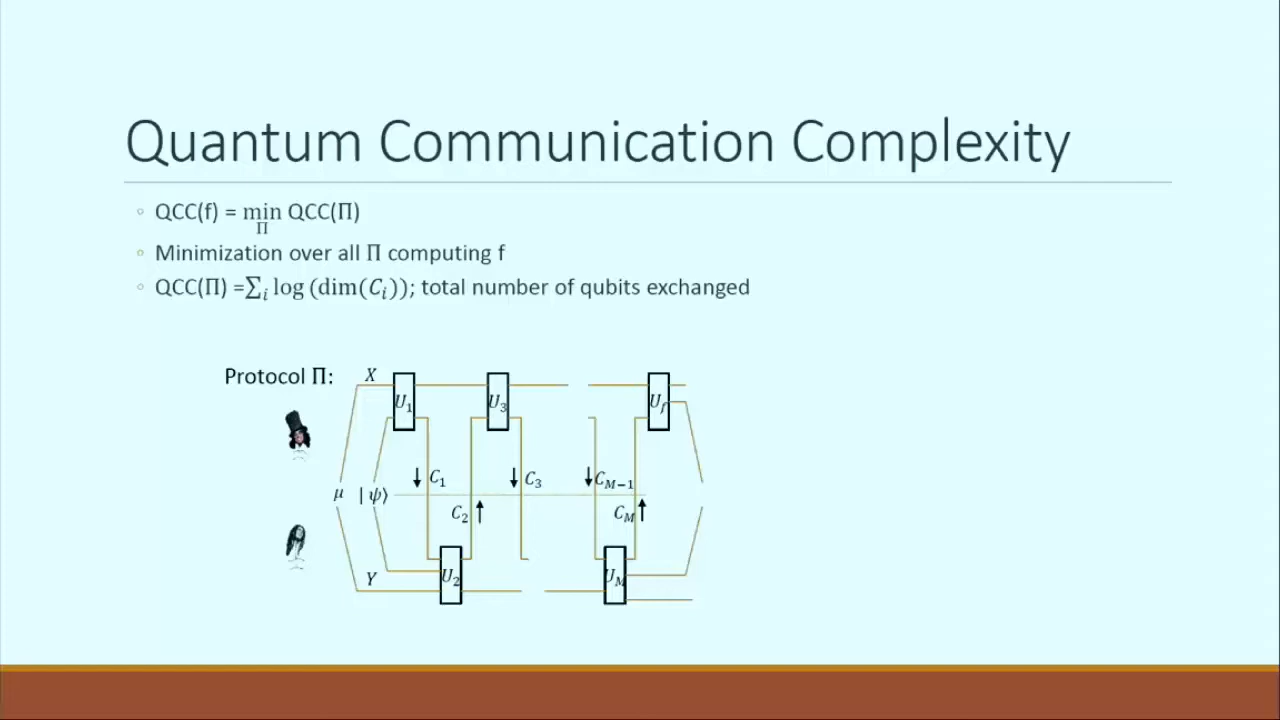 Quantum Communication Complexity
◦ QCC(f) = min QCC(Π)
Π
◦ Minimization over all Π computing f
◦ QCC(Π) =∑ᵢ log (dim(Cᵢ)); total number of qubits exchanged
Protocol Π:
X
U₁
U₃
U_f
μ
|ψ⟩
C₁
C₂
C₃
C_{M−1}
C_M
Y
U₂
U_M